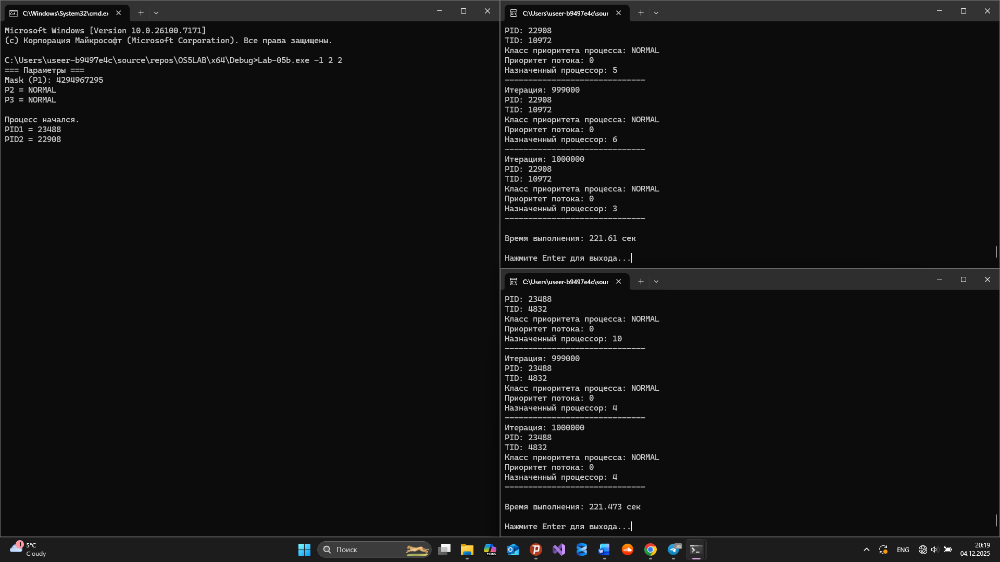 C:\Windows\System32\cmd.ex
Microsoft Windows [Version 10.0.26100.7171]
(c) Корпорация Майкрософт (Microsoft Corporation). Все права защищены.
C:\Users\useer-b9497e4c\source\repos\OS5LAB\x64\Debug>Lab-05b.exe -1 2 2
=== Параметры ===
Mask (P1): 4294967295
P2 = NORMAL
P3 = NORMAL
Процесс начался.
PID1 = 23488
PID2 = 22908
C:\Users\useer-b9497e4c\sour
PID: 22908
TID: 10972
Класс приоритета процесса: NORMAL
Приоритет потока: 0
Назначенный процессор: 5
------------------------------
Итерация: 999000
PID: 22908
TID: 10972
Класс приоритета процесса: NORMAL
Приоритет потока: 0
Назначенный процессор: 6
------------------------------
Итерация: 1000000
PID: 22908
TID: 10972
Класс приоритета процесса: NORMAL
Приоритет потока: 0
Назначенный процессор: 3
------------------------------
Время выполнения: 221.61 сек
Нажмите Enter для выхода...
C:\Users\useer-b9497e4c\sour
PID: 23488
TID: 4832
Класс приоритета процесса: NORMAL
Приоритет потока: 0
Назначенный процессор: 10
------------------------------
Итерация: 999000
PID: 23488
TID: 4832
Класс приоритета процесса: NORMAL
Приоритет потока: 0
Назначенный процессор: 4
------------------------------
Итерация: 1000000
PID: 23488
TID: 4832
Класс приоритета процесса: NORMAL
Приоритет потока: 0
Назначенный процессор: 4
------------------------------
Время выполнения: 221.473 сек
Нажмите Enter для выхода...
1
5°C
Cloudy
Поиск
M365
98
ENG
20:19
04.12.2025